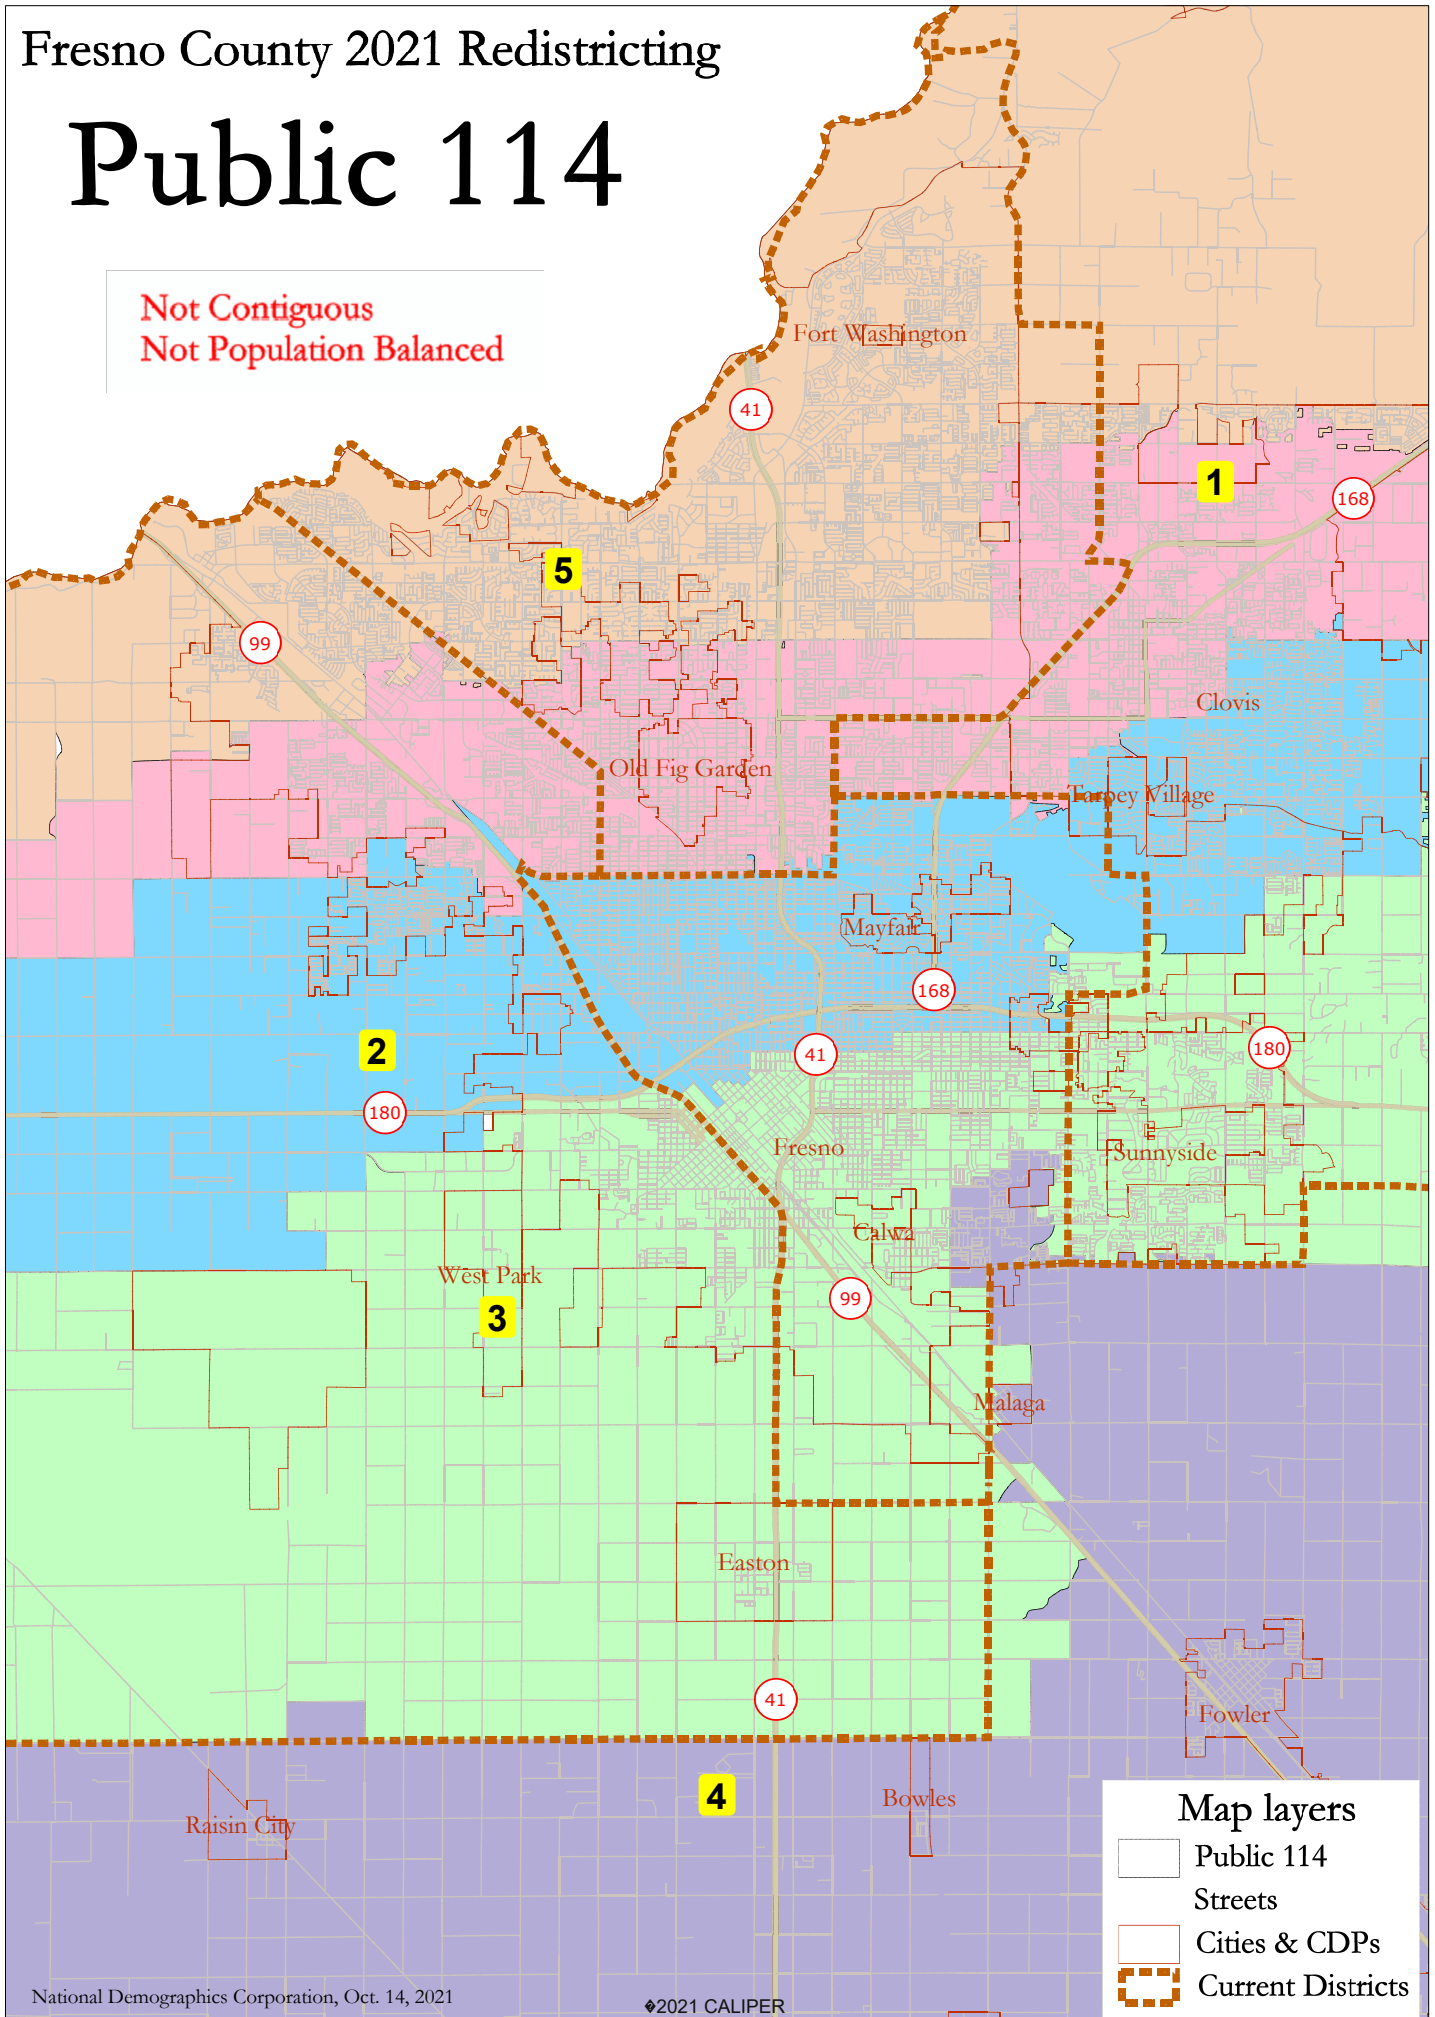 Fresno County 2021 Redistricting
Public 114
Not Contiguous
Not Population Balanced
Fort Washington
41
1
168
5
99
Clovis
Old Fig Garden
Tarpey Village
Mayfair
168
2
41
180
180
Fresno
Sunnyside
Calwa
West Park
3
99
Malaga
Easton
41
Fowler
4
Bowles
Raisin City
Map layers
Public 114
Streets
Cities & CDPs
Current Districts
National Demographics Corporation, Oct. 14, 2021
�2021 CALIPER